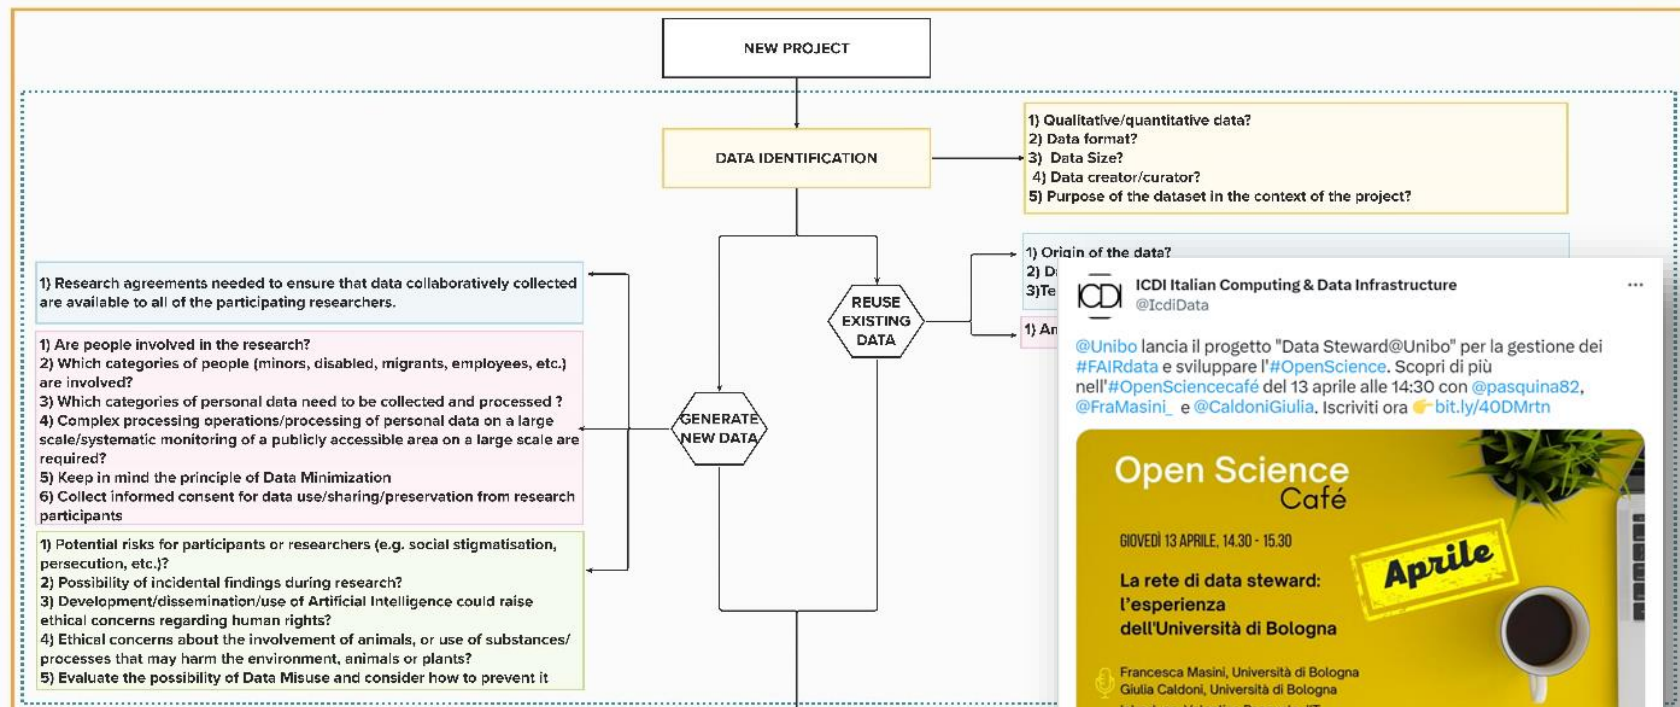 NEW PROJECT
DATA IDENTIFICATION
1) Qualitative/quantitative data?
2) Data format?
3) Data Size?
4) Data creator/curator?
5) Purpose of the dataset in the context of the project?
1) Origin of the data?
2)
3)Te
1) An
REUSE
EXISTING
DATA
GENERATE
NEW DATA
1) Research agreements needed to ensure that data collaboratively collected
are available to all of the participating researchers.
1) Are people involved in the research?
2) Which categories of people (minors, disabled, migrants, employees, etc.)
are involved?
3) Which categories of personal data need to be collected and processed ?
4) Complex processing operations/processing of personal data on a large
scale/systematic monitoring of a publicly accessible area on a large scale are
required?
5) Keep in mind the principle of Data Minimization
6) Collect informed consent for data use/sharing/preservation from research
participants
1) Potential risks for participants or researchers (e.g. social stigmatisation,
persecution, etc.)?
2) Possibility of incidental findings during research?
3) Development/dissemination/use of Artificial Intelligence could raise
ethical concerns regarding human rights?
4) Ethical concerns about the involvement of animals, or use of substances/
processes that may harm the environment, animals or plants?
5) Evaluate the possibility of Data Misuse and consider how to prevent it
ICDI
ICDI Italian Computing & Data Infrastructure
@IcdiData
@Unibo lancia il progetto "Data Steward@Unibo" per la gestione dei
#FAIRdata e sviluppare l'#OpenScience. Scopri di più
nell'#OpenSciencecafé del 13 aprile alle 14:30 con @pasquina82,
@FraMasini_ e @CaldoniGiulia. Iscriviti ora 👉bit.ly/40DMrtn
Open Science
Café
GIOVEDÌ 13 APRILE, 14.30 - 15.30
Aprile
La rete di data steward:
l'esperienza
dell'Università di Bologna
Francesca Masini, Università di Bologna
Giulia Caldoni, Università di Bologna